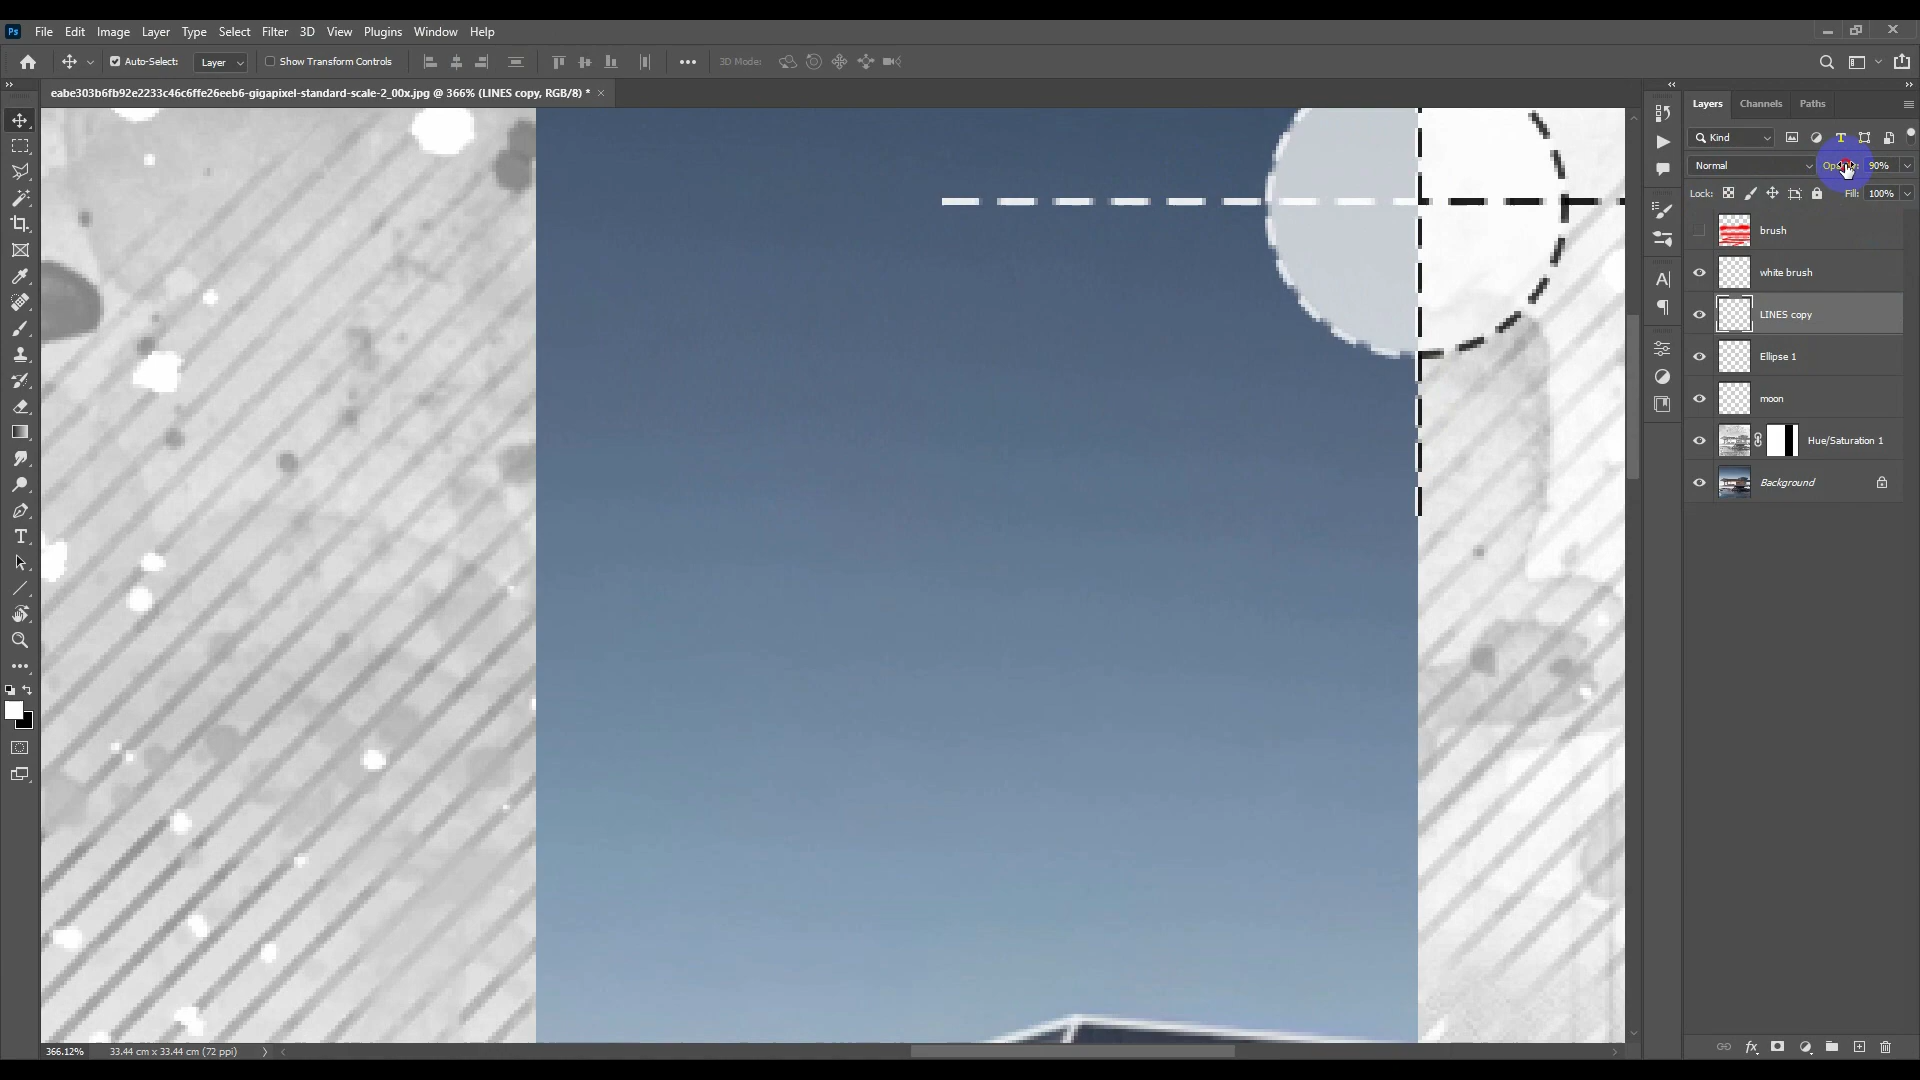 Ps File Edit Image Layer Type Select Filter 3D View Plugins Window Help
Auto-Select: Layer Show Transform Controls 3D Mode:
eabe303b6fb92e2233c46c6ffe26eeb6-gigapixel-standard-scale-2_00x.jpg @ 366% (LINES copy, RGB/8) *
Layers Channels Paths
Kind
Normal 90%
Lock: Fill: 100%
brush
white brush
LINES copy
Ellipse 1
moon
Hue/Saturation 1
Background
366.12% 33.44 cm x 33.44 cm (72 ppi)